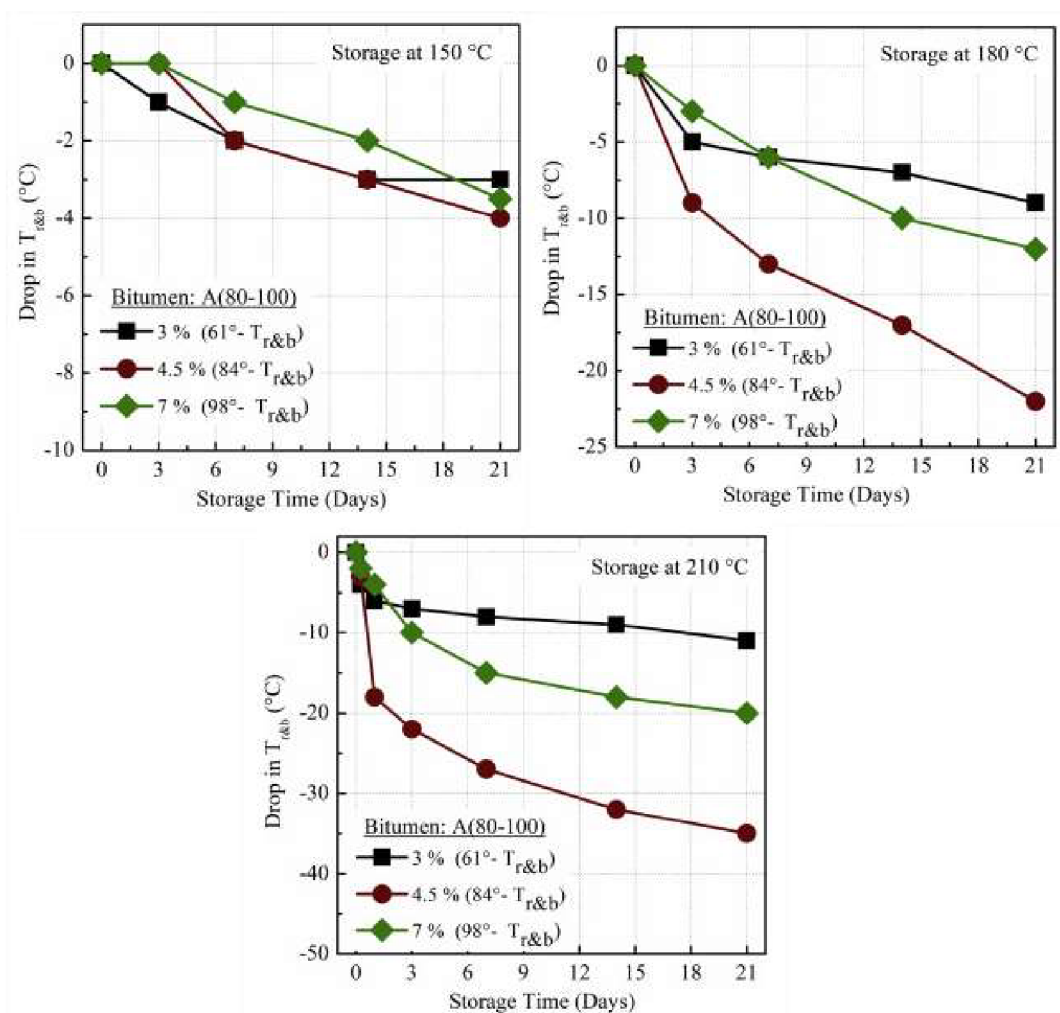 Storage at 150 °C
0
-2
-4
-6
-8
-10
Drop in Tr&b (°C)
Bitumen: A(80-100)
3 % (61°- Tr&b)
4.5 % (84°- Tr&b)
7 % (98°- Tr&b)
0 3 6 9 12 15 18 21
Storage Time (Days)
Storage at 180 °C
0
-5
-10
-15
-20
-25
Drop in Tr&b (°C)
Bitumen: A(80-100)
3 % (61°- Tr&b)
4.5 % (84°- Tr&b)
7 % (98°- Tr&b)
0 3 6 9 12 15 18 21
Storage Time (Days)
Storage at 210 °C
0
-10
-20
-30
-40
-50
Drop in Tr&b (°C)
Bitumen: A(80-100)
3 % (61°- Tr&b)
4.5 % (84°- Tr&b)
7 % (98°- Tr&b)
0 3 6 9 12 15 18 21
Storage Time (Days)